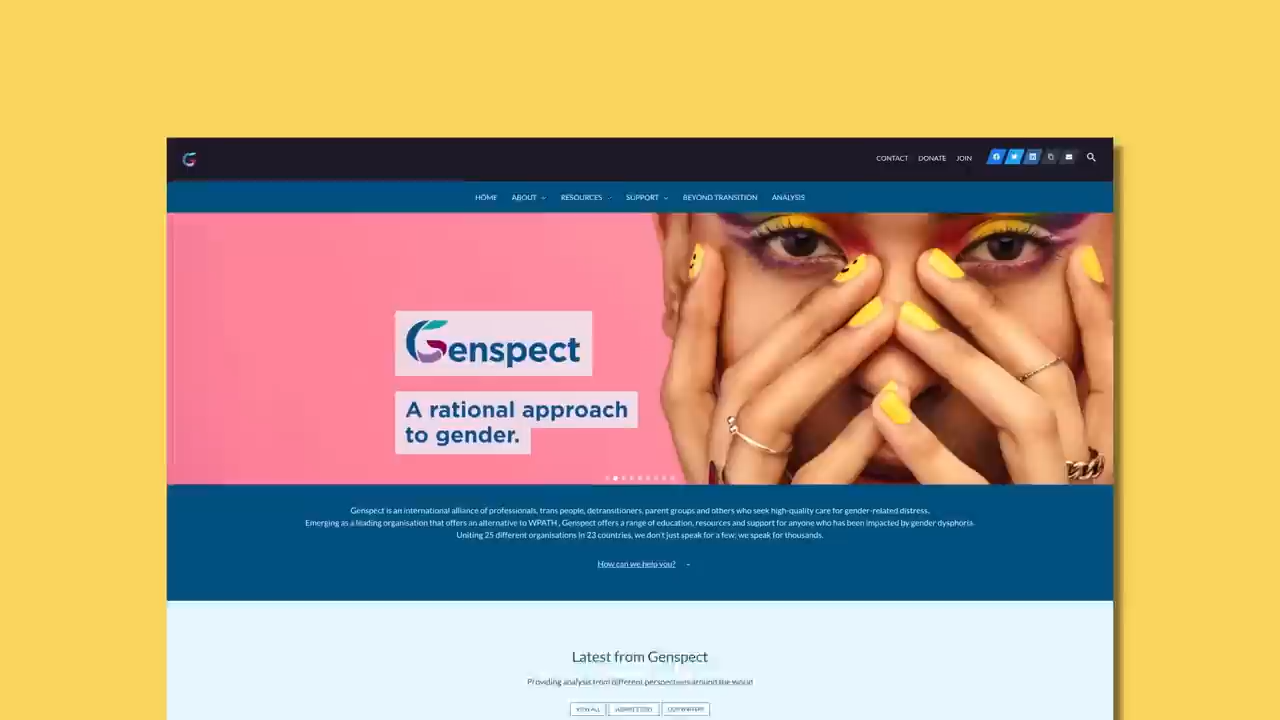 CONTACT DONATE JOIN
HOME ABOUT RESOURCES SUPPORT BEYOND TRANSITION ANALYSIS
Genspect
A rational approach
to gender.
Genspect is an international alliance of professionals, trans people, detransitioners, parent groups and others who seek high-quality care for gender-related distress.
Emerging as a leading organisation that offers an alternative to WPATH , Genspect offers a range of education, resources and support for anyone who has been impacted by gender dysphoria.
Uniting 25 different organisations in 23 countries, we don't just speak for a few; we speak for thousands.
How can we help you?
Latest from Genspect
Providing analysis from different perspectives around the world
VIEW ALL